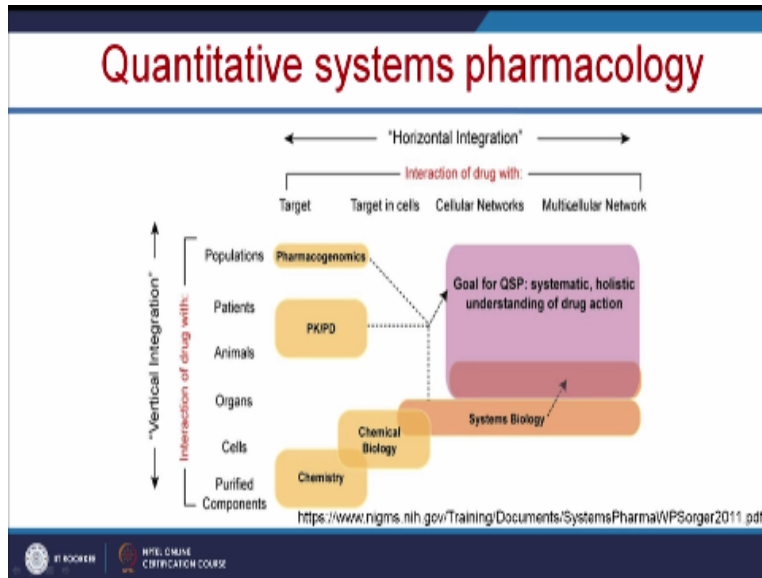 Quantitative systems pharmacology
"Horizontal Integration"
Interaction of drug with:
Target
Target in cells
Cellular Networks
Multicellular Network
"Vertical Integration"
Interaction of drug with:
Populations
Patients
Animals
Organs
Cells
Purified
Components
Pharmacogenomics
PK/PD
Chemical
Biology
Chemistry
Goal for QSP: systematic, holistic
understanding of drug action
Systems Biology
https://www.nigms.nih.gov/Training/Documents/SystemsPharmaWPSorger2011.pdf
IIT ROORKEE
NPTEL ONLINE
CERTIFICATION COURSE